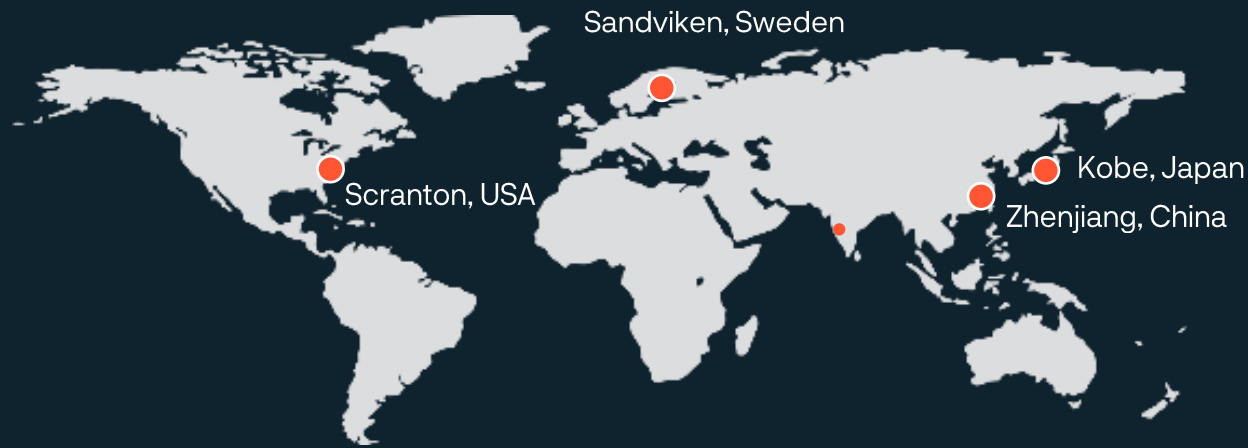 Sandviken, Sweden
Kobe, Japan
Scranton, USA
Zhenjiang, China